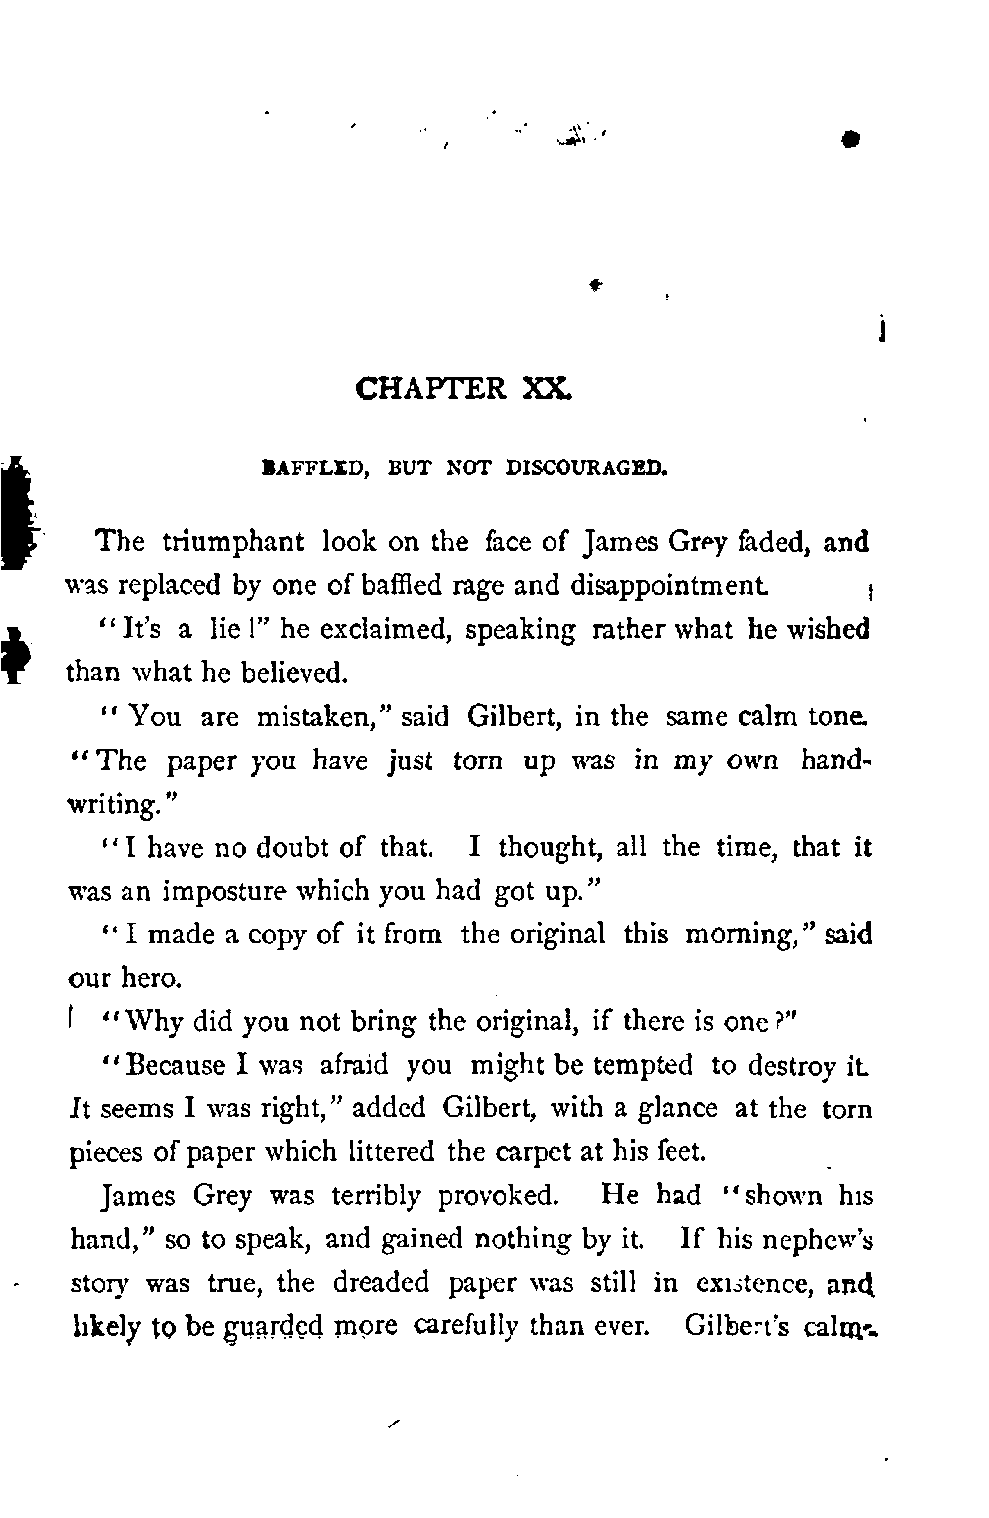 CHAPTER XX.
BAFFLED, BUT NOT DISCOURAGED.
The triumphant look on the face of James Grey faded, and
was replaced by one of baffled rage and disappointment.
"It's a lie!" he exclaimed, speaking rather what he wished
than what he believed.
"You are mistaken," said Gilbert, in the same calm tone.
"The paper you have just torn up was in my own hand-
writing."
"I have no doubt of that. I thought, all the time, that it
was an imposture which you had got up."
"I made a copy of it from the original this morning," said
our hero.
"Why did you not bring the original, if there is one?"
"Because I was afraid you might be tempted to destroy it.
It seems I was right," added Gilbert, with a glance at the torn
pieces of paper which littered the carpet at his feet.
James Grey was terribly provoked. He had "shown his
hand," so to speak, and gained nothing by it. If his nephew's
story was true, the dreaded paper was still in existence, and
likely to be guarded more carefully than ever. Gilbert's calm-